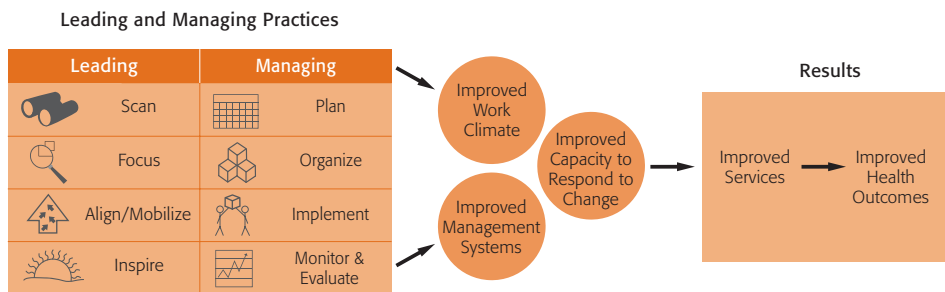 Leading and Managing Practices
Leading
Managing
Scan
Plan
Focus
Organize
Align/Mobilize
Implement
Inspire
Monitor &
Evaluate
Improved
Work
Climate
Improved
Management
Systems
Improved
Capacity to
Respond to
Change
Results
Improved
Services
Improved
Health
Outcomes